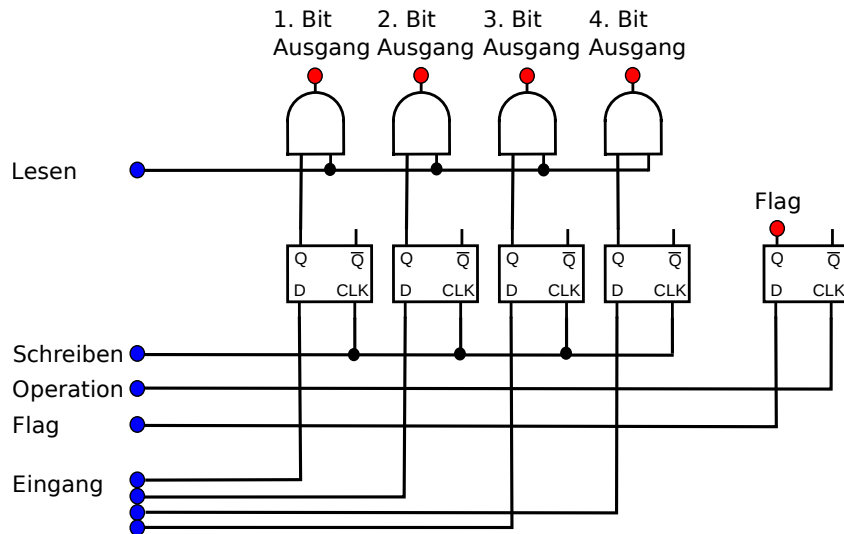 1. Bit 2. Bit 3. Bit 4. Bit
Ausgang Ausgang Ausgang Ausgang
Lesen
Flag
Q Q Q Q Q Q Q Q Q Q
D CLK D CLK D CLK D CLK D CLK
Schreiben
Operation
Flag
Eingang